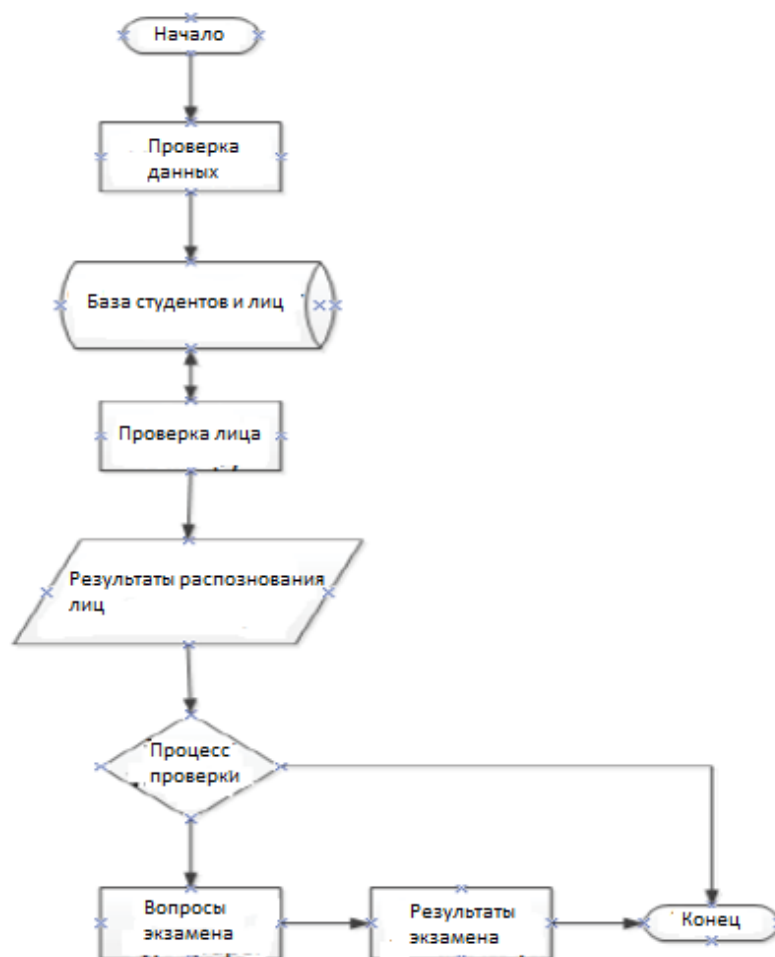 Начало
Проверка
данных
База студентов и лиц
Проверка лица
Результаты распознования
лиц
Процесс
проверки
Вопросы
экзамена
Результаты
экзамена
Конец